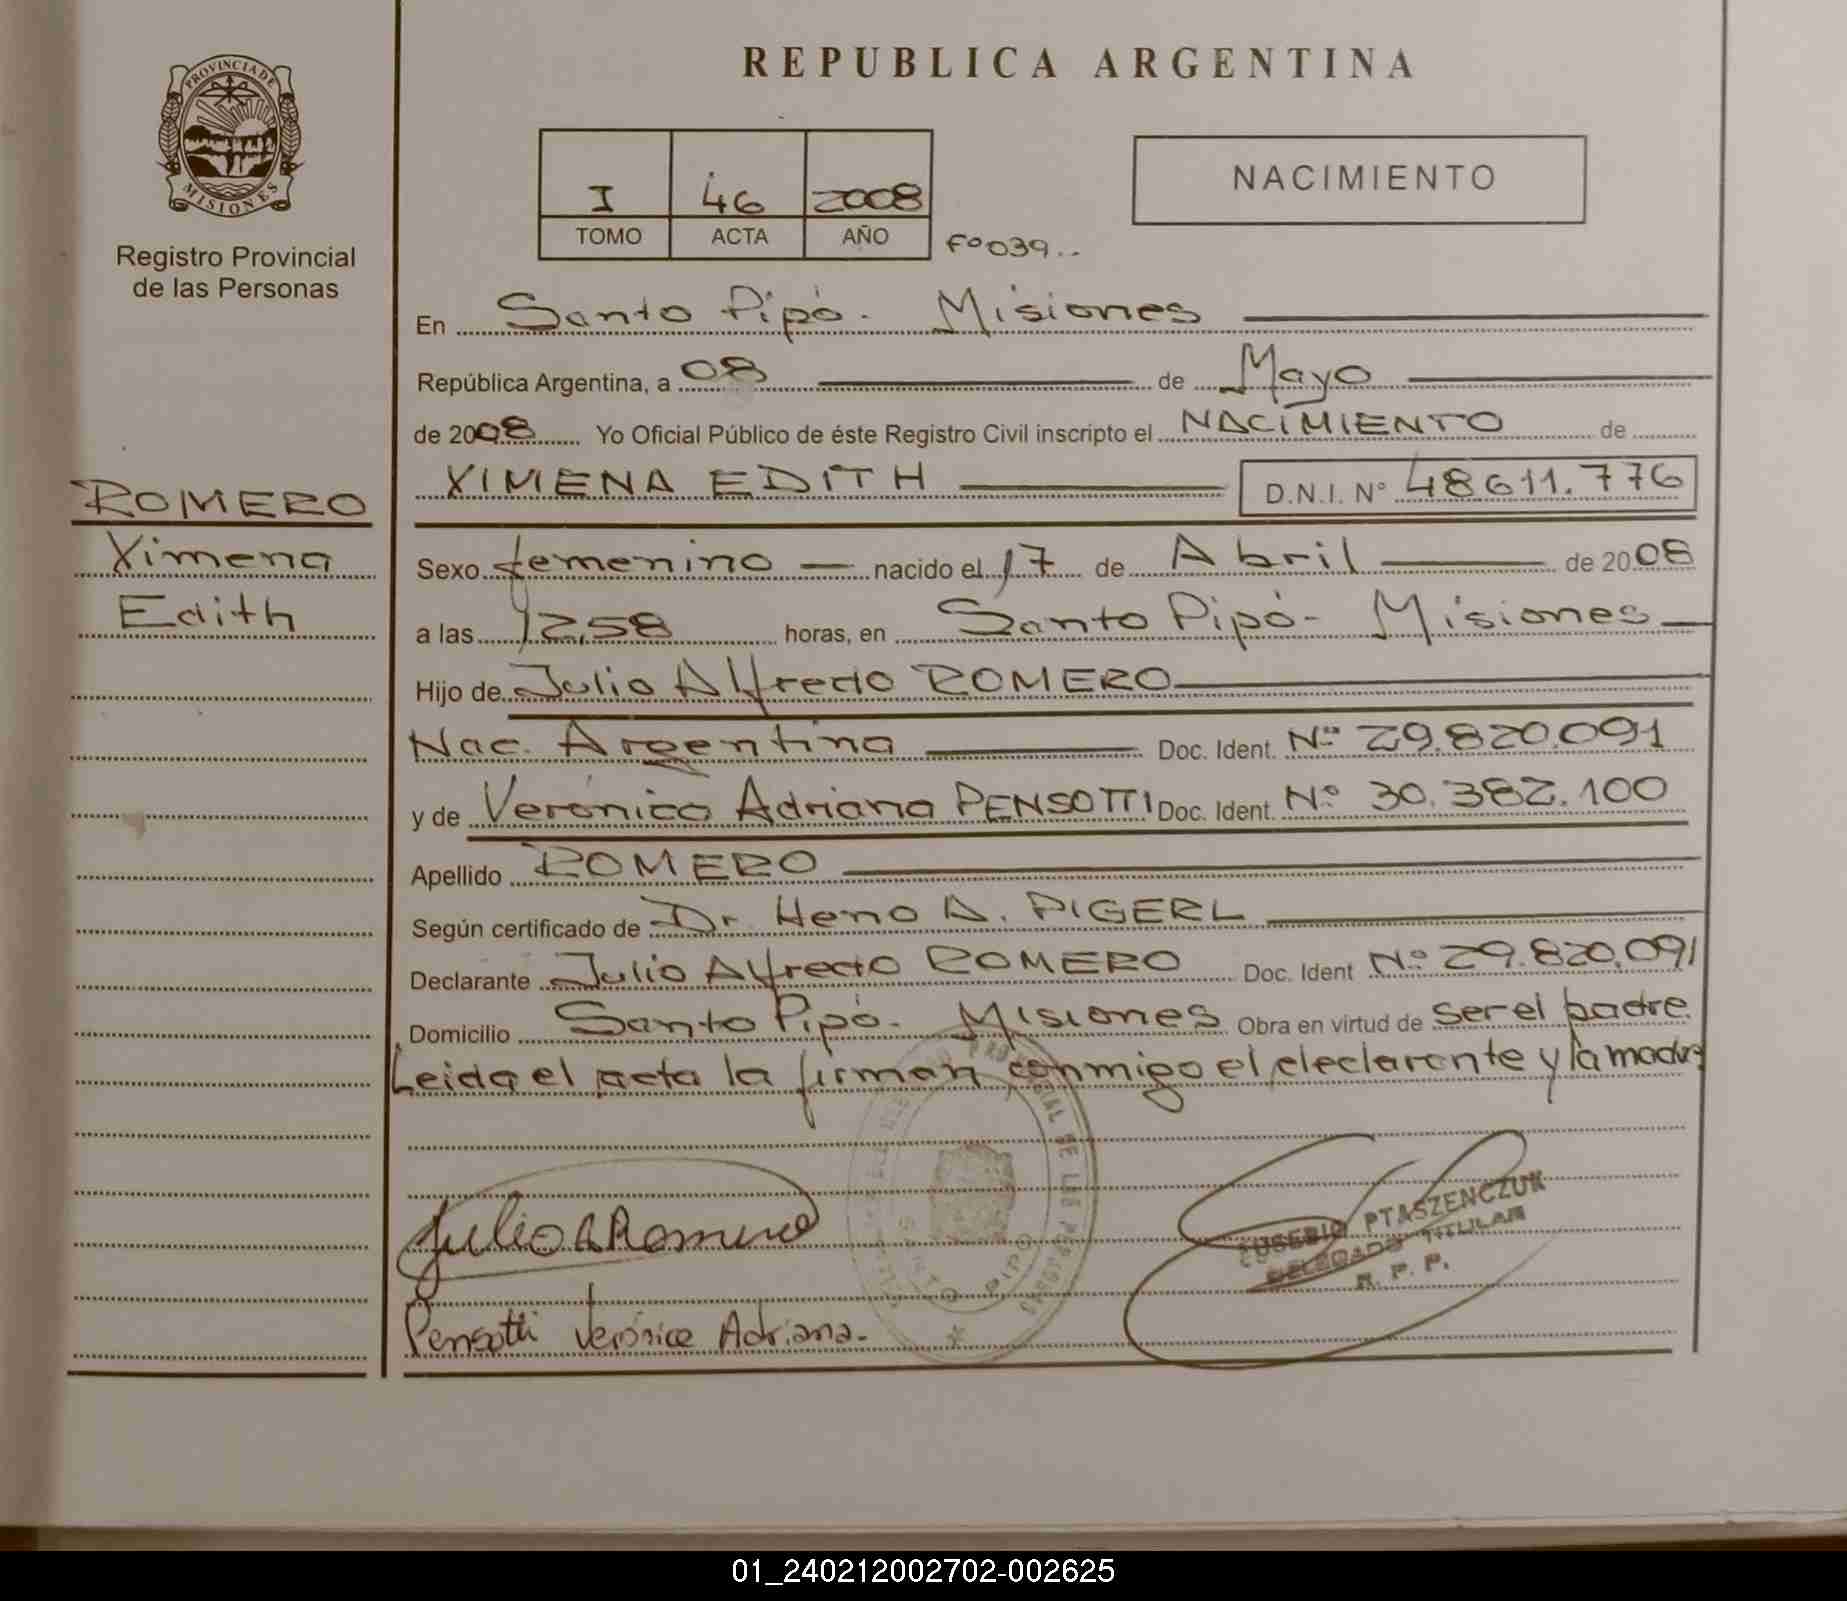 REPUBLICA ARGENTINA
PROVINCIA DE
MISIONES
Registro Provincial
de las Personas
I 46 2008
TOMO ACTA AÑO
Fº 039..
NACIMIENTO
En Santo Pipó. Misiones
República Argentina, a 08 de Mayo
de 2008 Yo Oficial Público de éste Registro Civil inscripto el NACIMIENTO de
XIMENA EDITH D.N.I. Nº 48611.776
ROMERO
Ximena
Edith
Sexo femenino nacido el 17 de Abril de 2008
a las 12,58 horas, en Santo Pipó - Misiones
Hijo de Julio Alfredo ROMERO
Nac. Argentina Doc. Ident. Nº 29.820.091
y de Verónica Adriana PENSOTTI Doc. Ident. Nº 30.382.100
Apellido ROMERO
Según certificado de Dr. Heno A. PIGERL
Declarante Julio Alfredo ROMERO Doc. Ident Nº 29.820.091
Domicilio Santo Pipó. Misiones Obra en virtud de ser el padre.
Leida el acta la firman conmigo el declarante y la madre
Julio A Romero
Pensotti Verónica Adriana.
SANTO PIPO
EUSEBIO PTASZENCZUK
DELEGADO TITULAR
R. P. P.
01_240212002702-002625